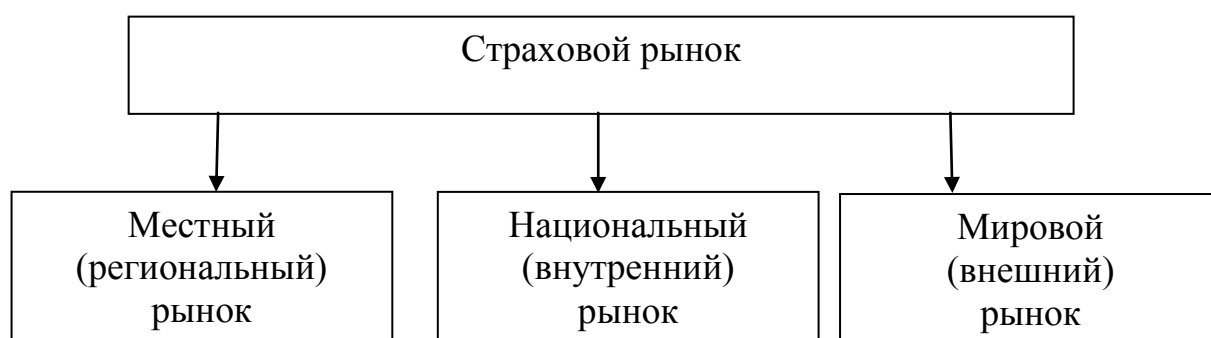 Страховой рынок
Местный
(региональный)
рынок
Национальный
(внутренний)
рынок
Мировой
(внешний)
рынок